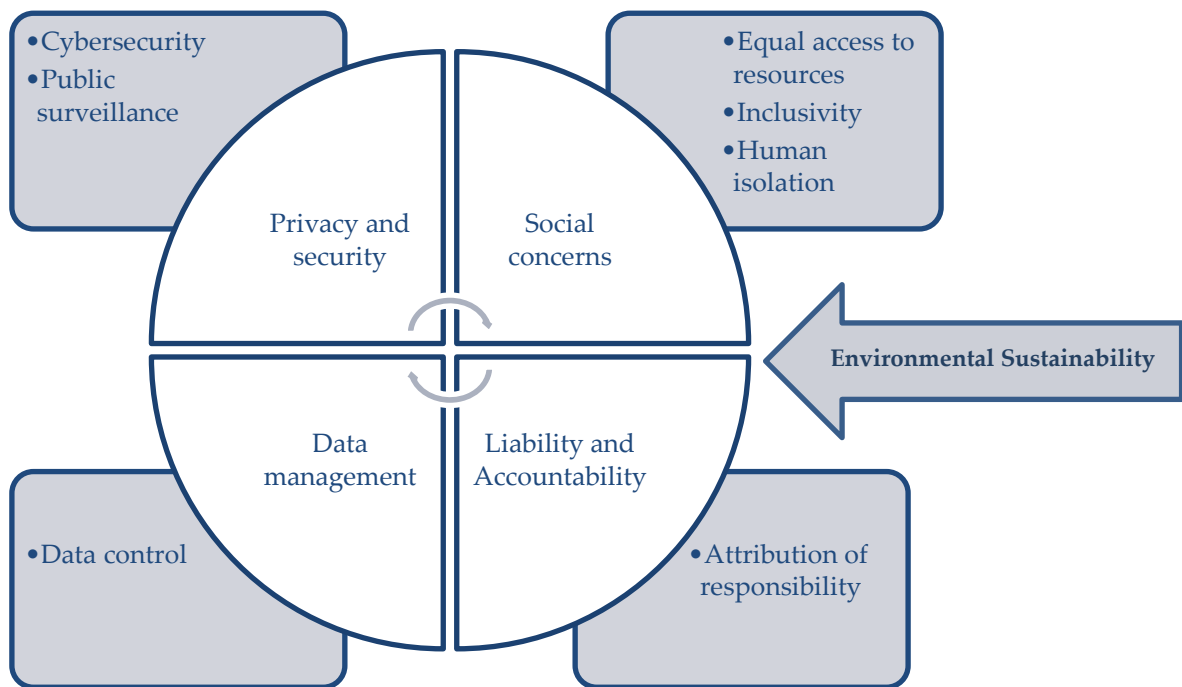 •Cybersecurity
•Public
surveillance
•Equal access to
resources
•Inclusivity
•Human
isolation
Privacy and
security
Social
concerns
Environmental Sustainability
Data
management
Liability and
Accountability
•Data control
•Attribution of
responsibility